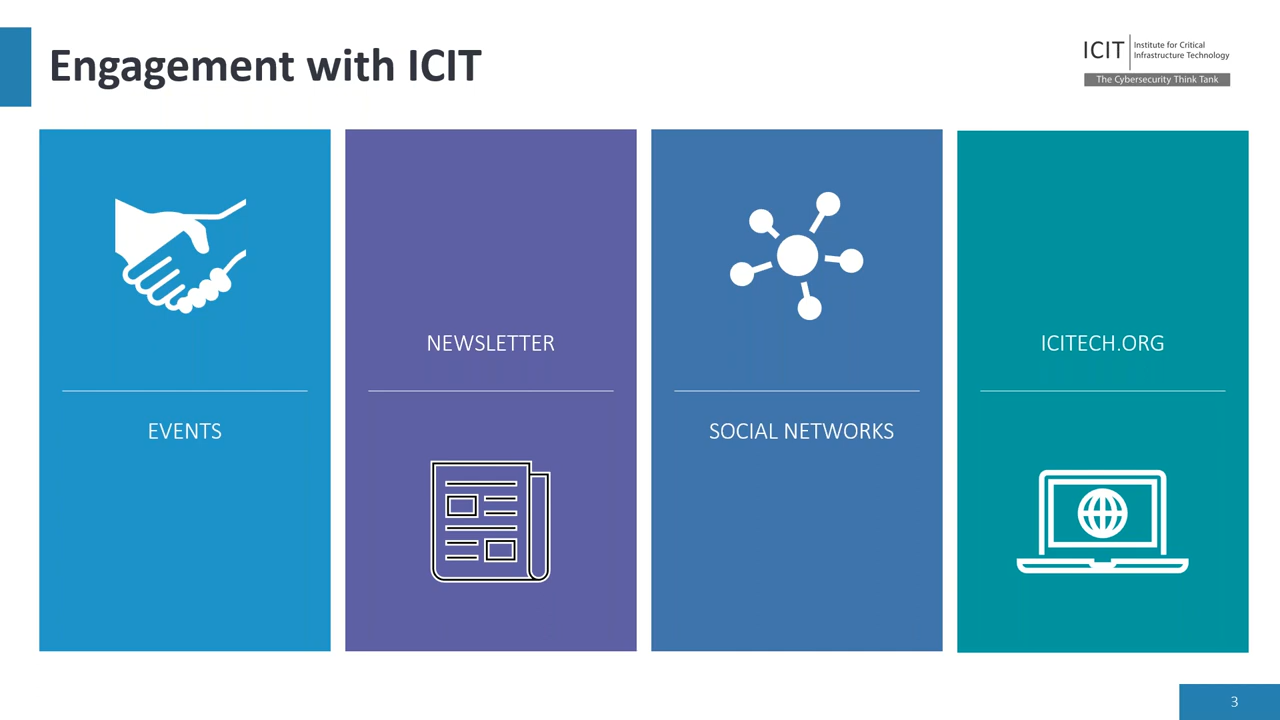 Engagement with ICIT
ICIT
Institute for Critical
Infrastructure Technology
The Cybersecurity Think Tank
EVENTS
NEWSLETTER
SOCIAL NETWORKS
ICITECH.ORG
3